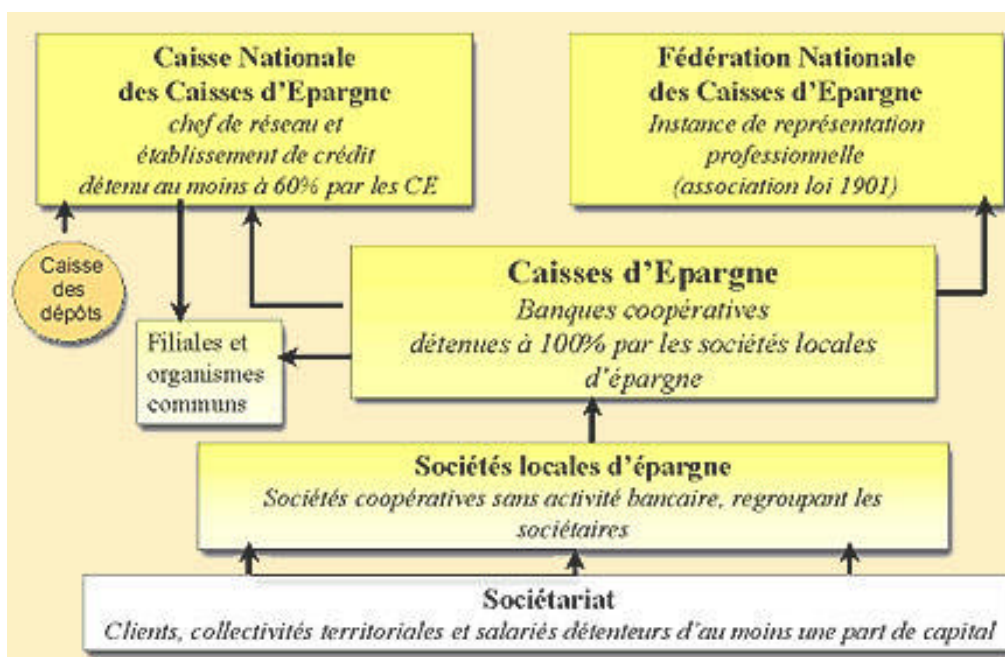 Caisse Nationale
des Caisses d'Epargne
chef de réseau et
établissement de crédit
détenu au moins à 60% par les CE
Fédération Nationale
des Caisses d'Epargne
Instance de représentation
professionnelle
(association loi 1901)
Caisse
des
dépôts
Filiales et
organismes
communs
Caisses d'Epargne
Banques coopératives
détenues à 100% par les sociétés locales
d'épargne
Sociétés locales d'épargne
Sociétés coopératives sans activité bancaire, regroupant les
sociétaires
Sociétariat
Clients, collectivités territoriales et salariés détenteurs d'au moins une part de capital